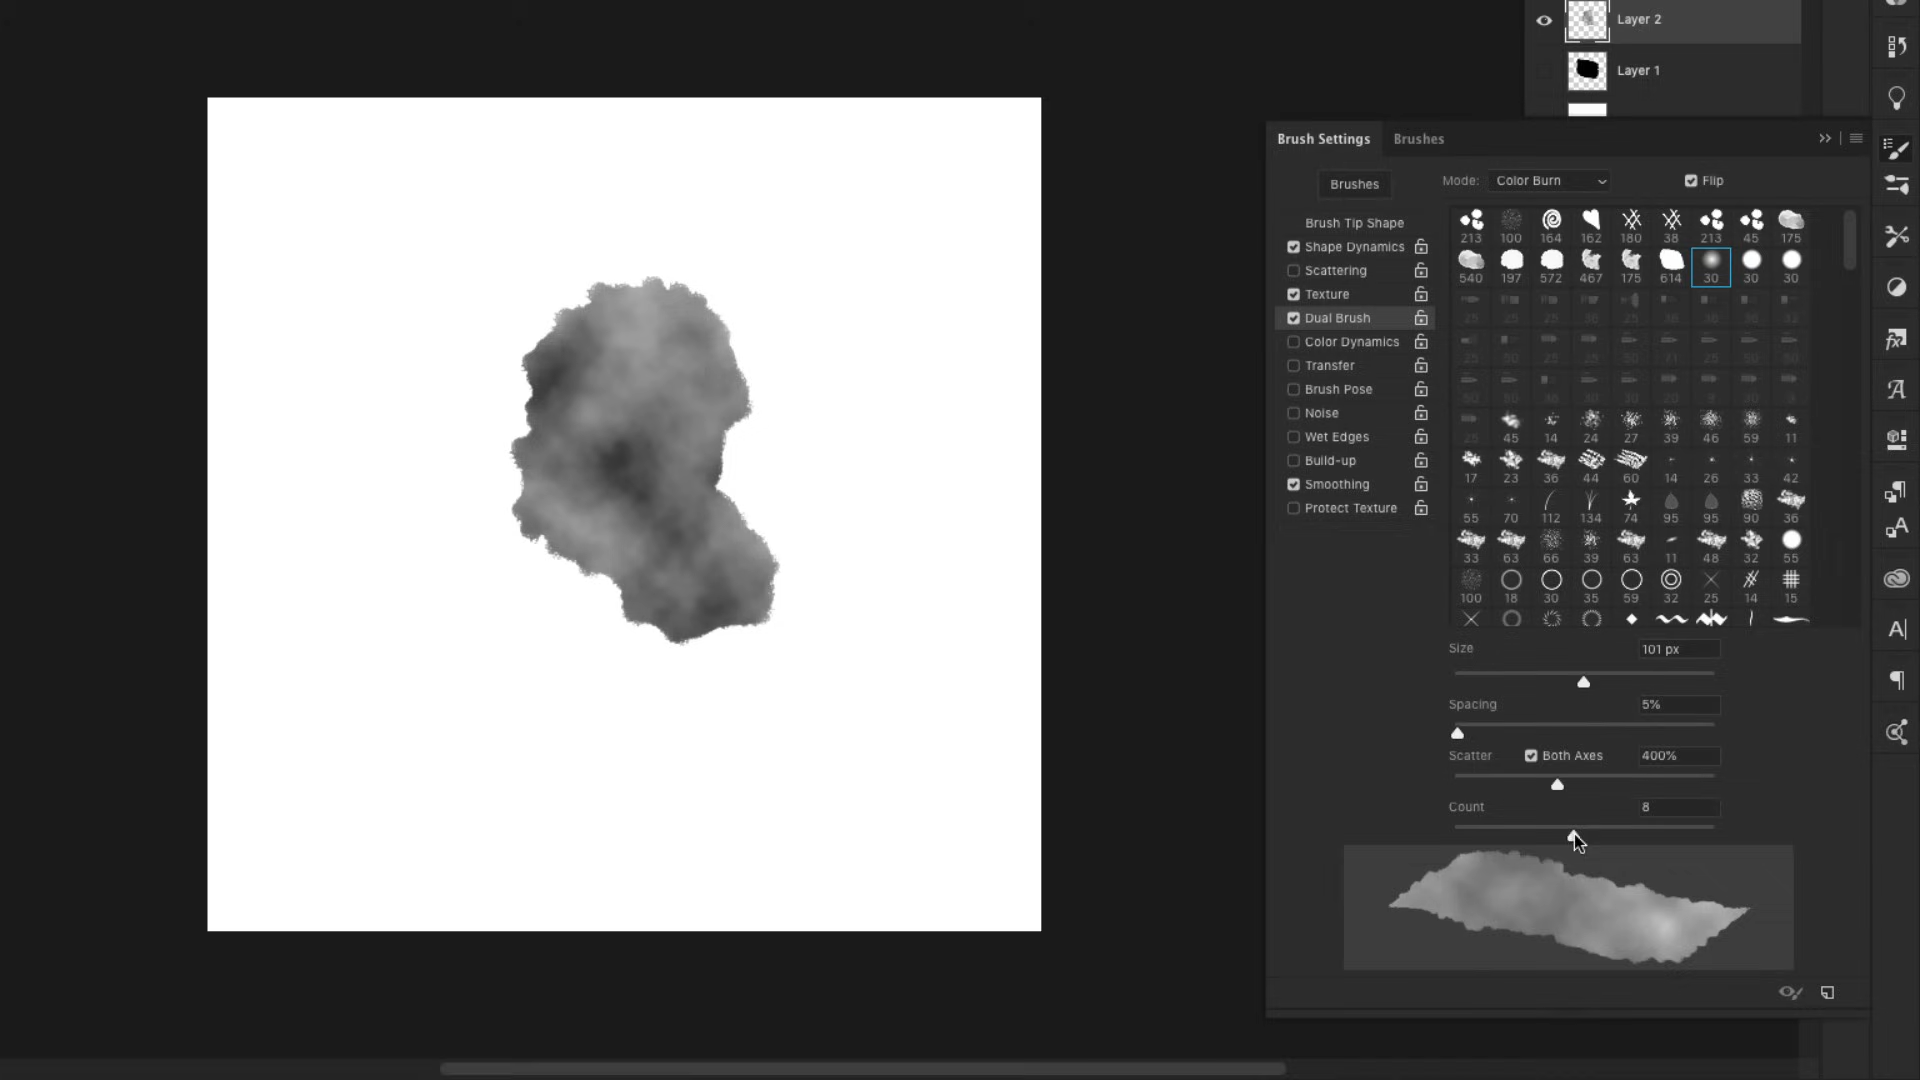 Layer 2
Layer 1
Brush Settings Brushes
Brushes Mode: Color Burn Flip
Brush Tip Shape
Shape Dynamics
Scattering
Texture
Dual Brush
Color Dynamics
Transfer
Brush Pose
Noise
Wet Edges
Build-up
Smoothing
Protect Texture
213 100 164 162 180 38 213 45 175
540 197 572 467 175 614 30 30 30
45 14 24 27 39 46 59 11
17 23 36 44 60 14 26 33 42
55 70 112 134 74 95 95 90 36
33 63 66 39 63 11 48 32 55
100 18 30 35 59 32 25 14 15
Size 101 px
Spacing 5%
Scatter Both Axes 400%
Count 8